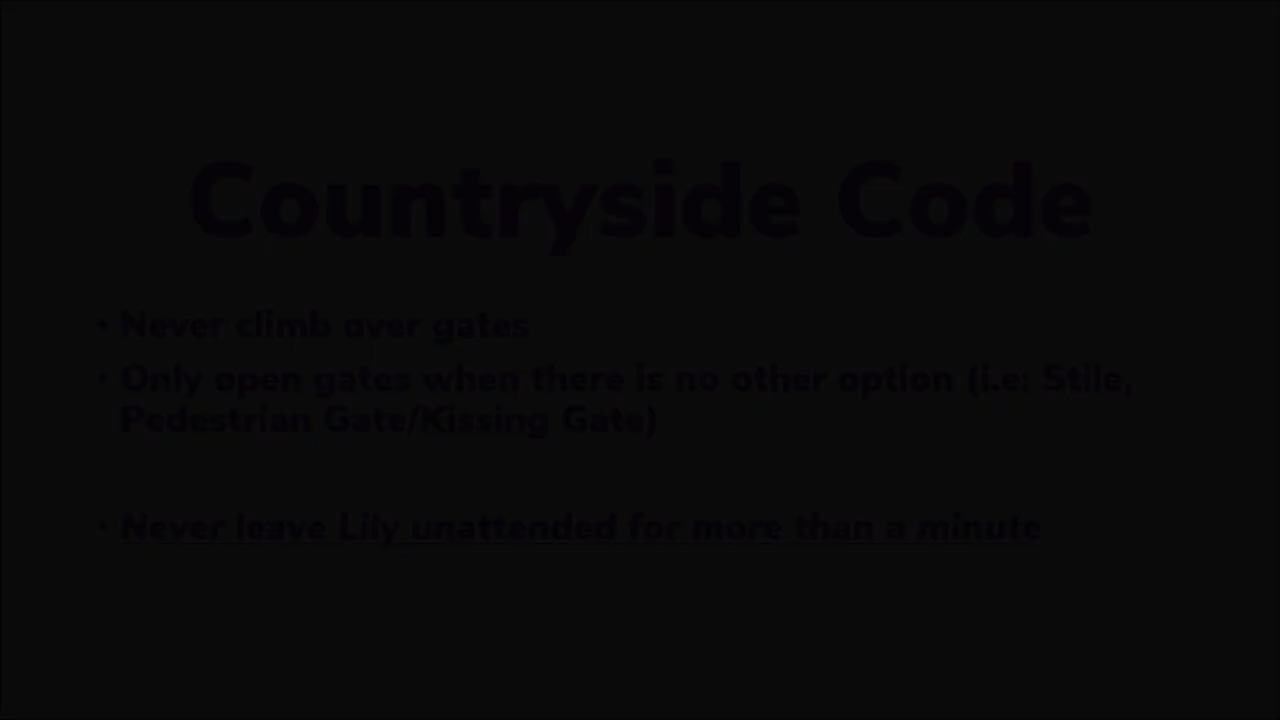 Countryside Code
• Never climb over gates
• Only open gates when there is no other option (i.e: Stile,
Pedestrian Gate/Kissing Gate)
• Never leave Lily unattended for more than a minute